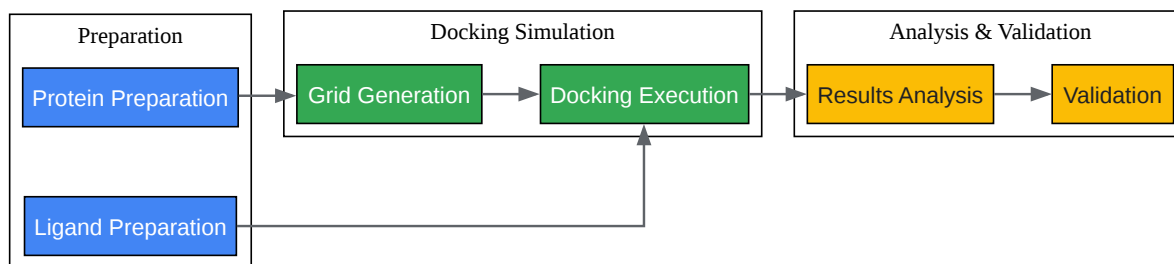 Preparation
Protein Preparation
Ligand Preparation
Docking Simulation
Grid Generation
Docking Execution
Analysis & Validation
Results Analysis
Validation